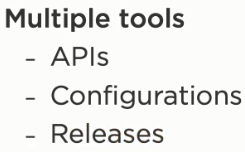 Multiple tools
– APIs
– Configurations
– Releases